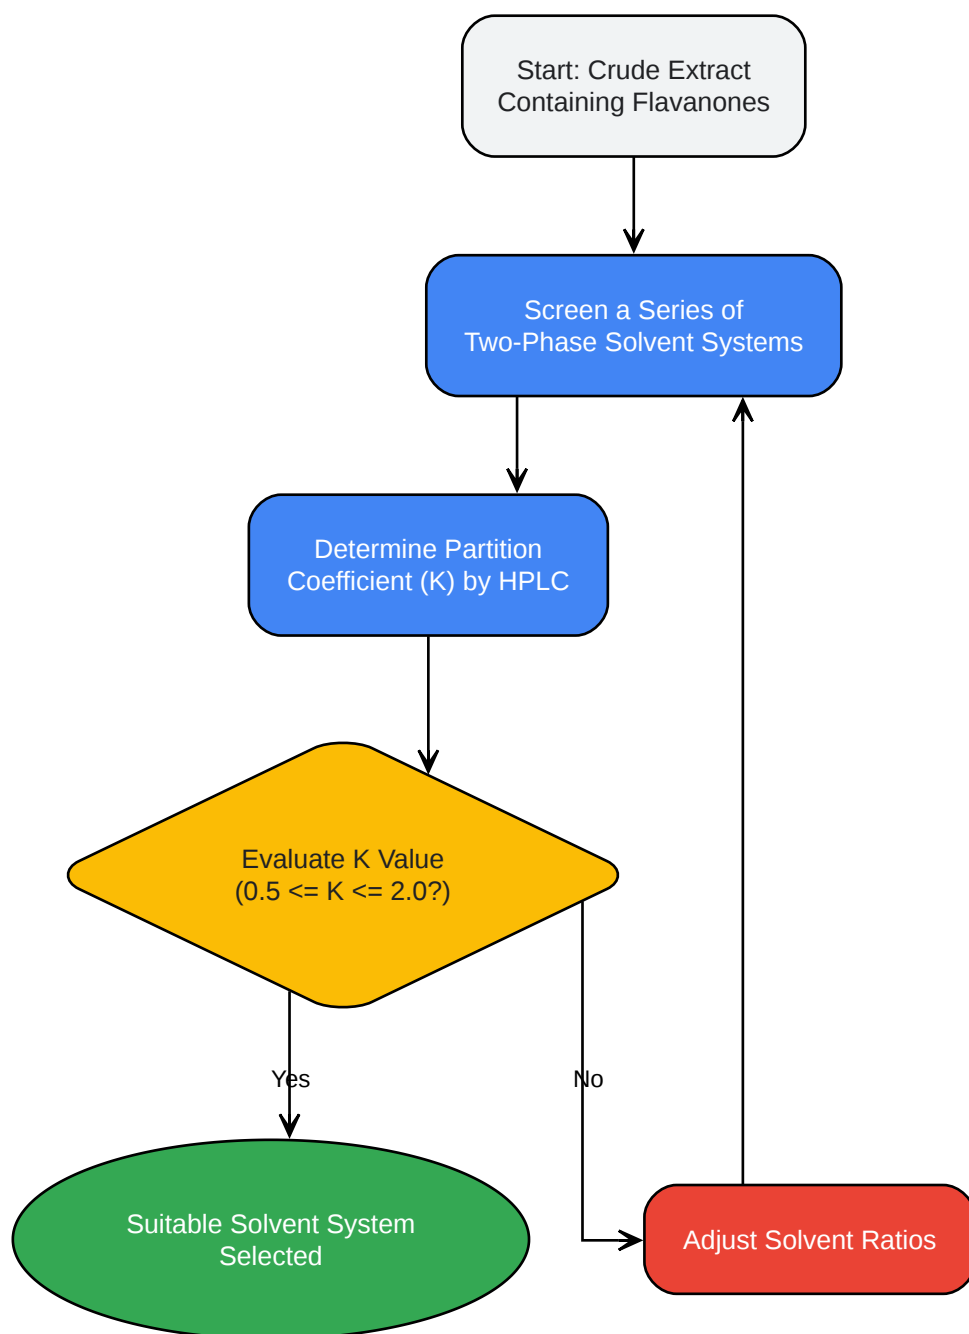 Start: Crude Extract
Containing Flavanones
Screen a Series of
Two-Phase Solvent Systems
Determine Partition
Coefficient (K) by HPLC
Evaluate K Value
(0.5 <= K <= 2.0?)
Yes
No
Suitable Solvent System
Selected
Adjust Solvent Ratios